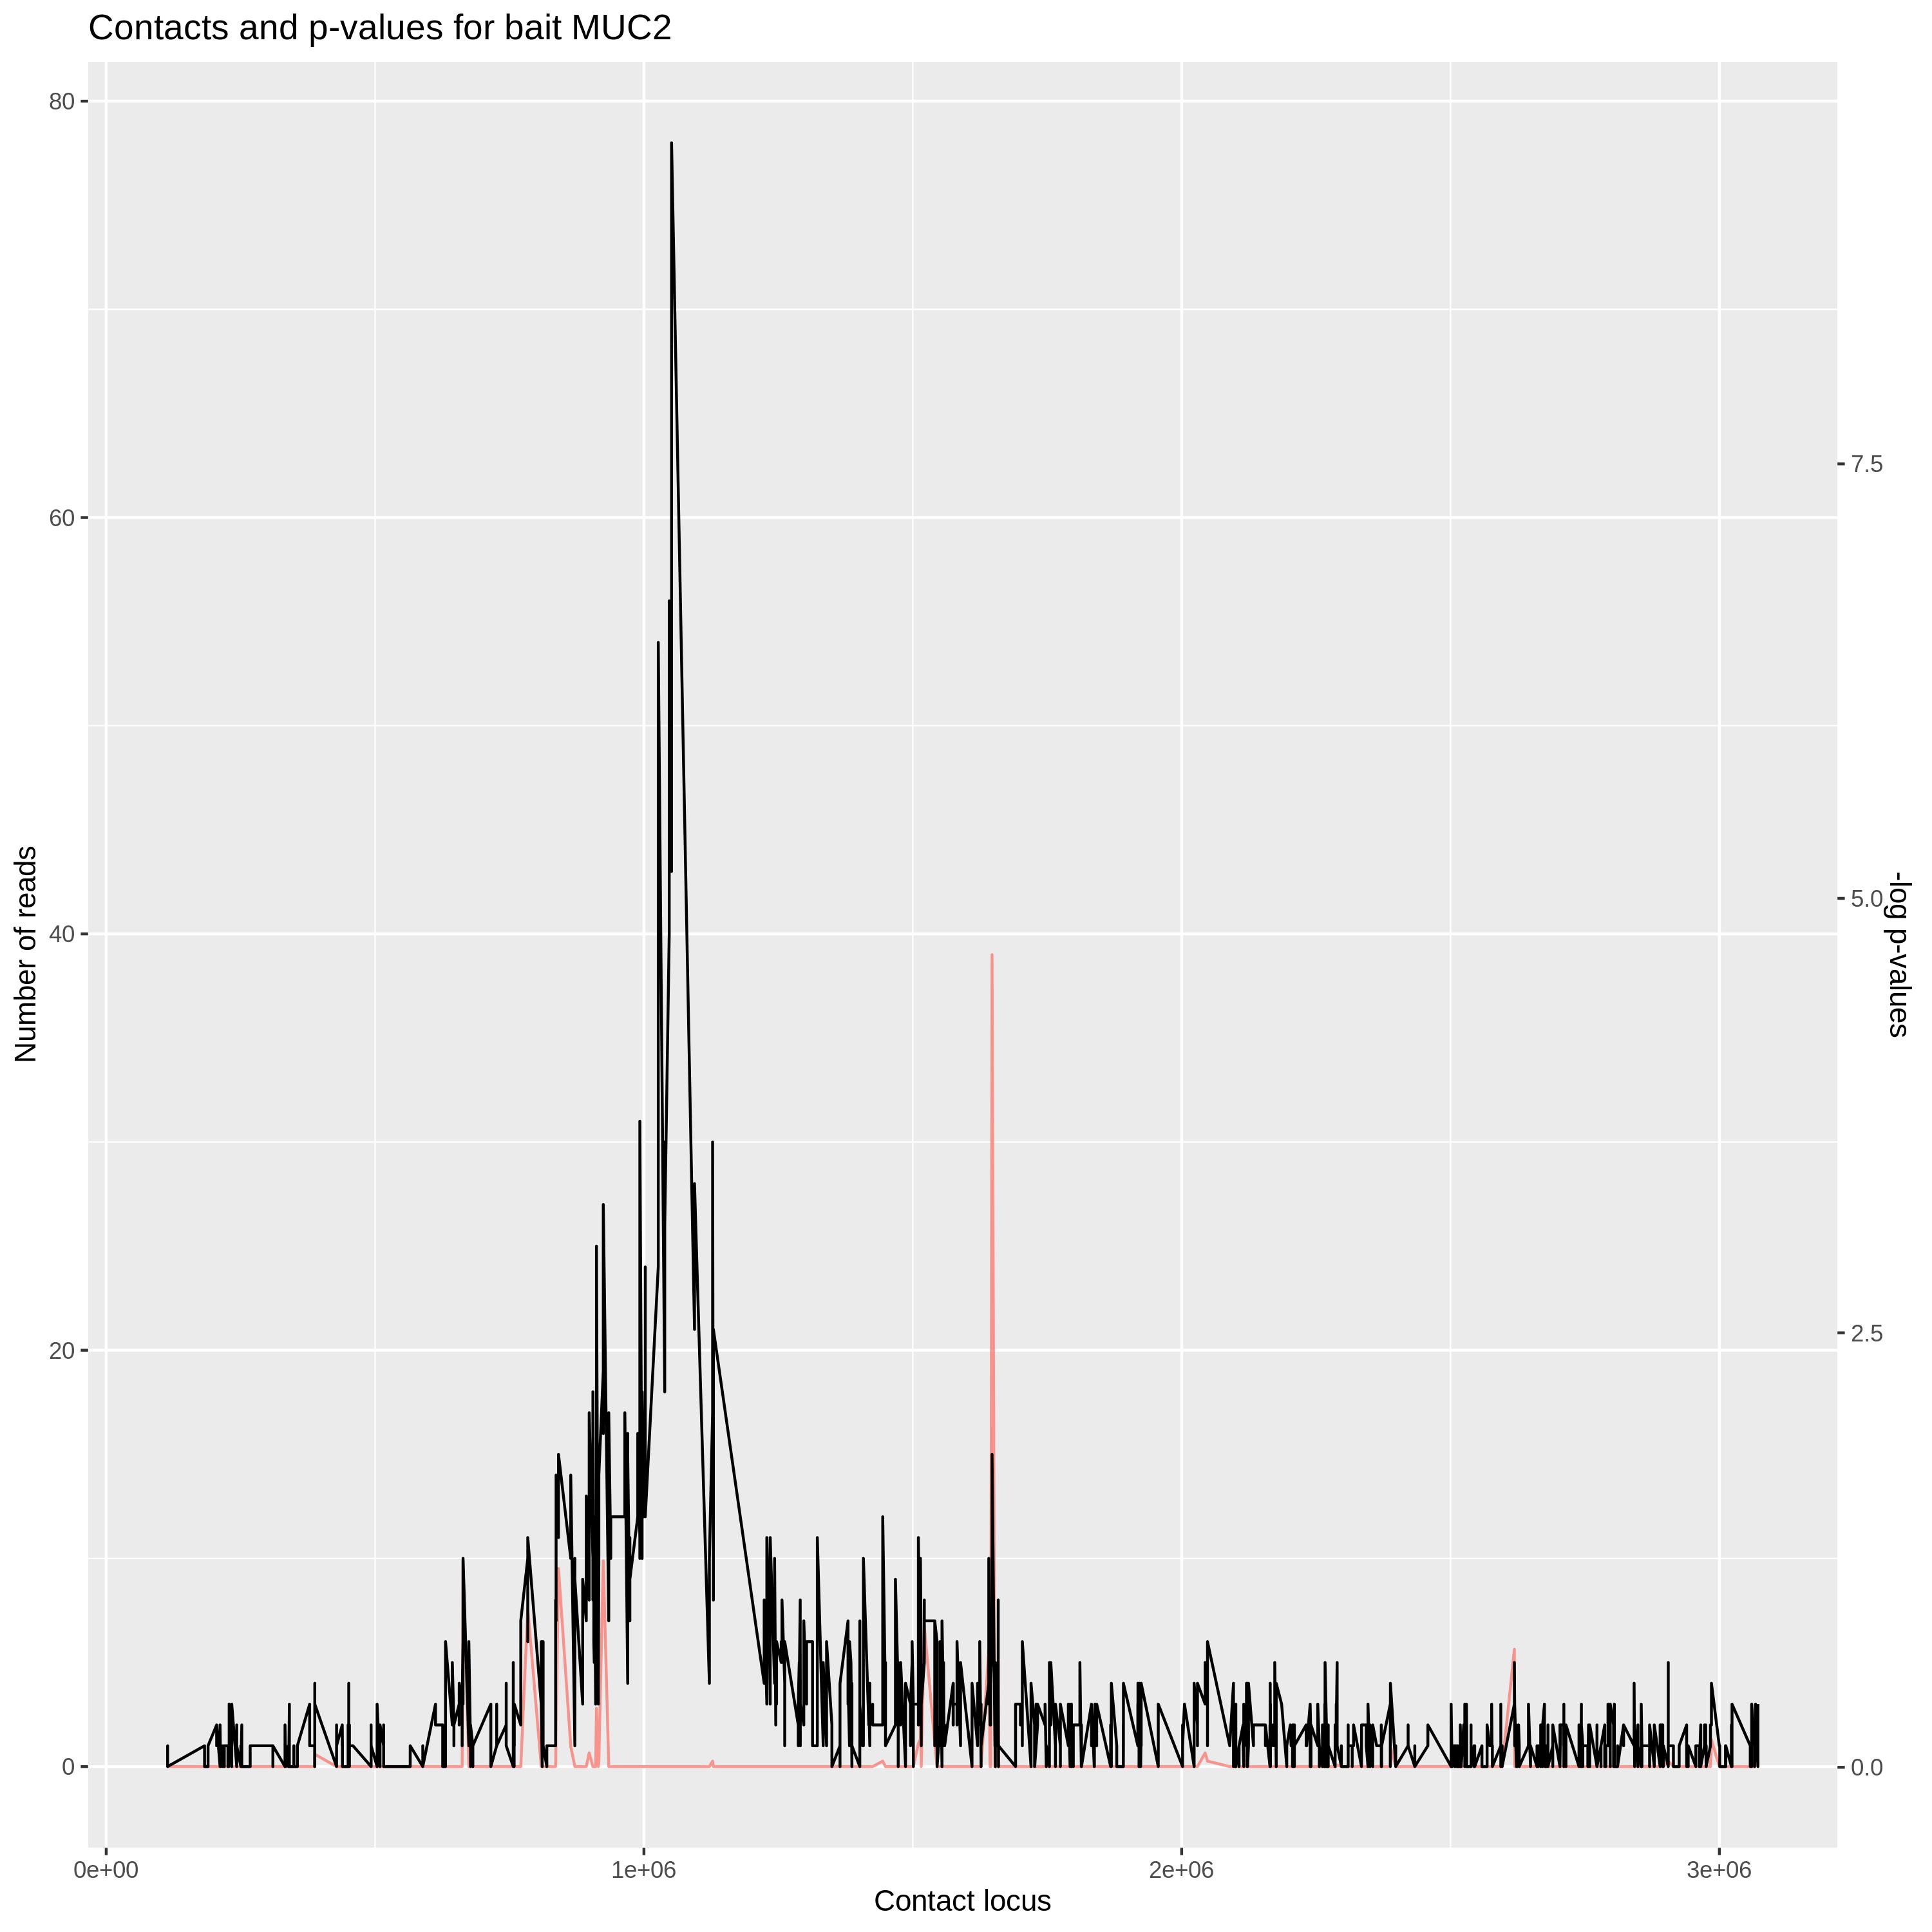 Contacts and p-values for bait MUC2
80
60
40
20
0
Number of reads
7.5
5.0
2.5
0.0
-log p-values
0e+00
1e+06
2e+06
3e+06
Contact locus